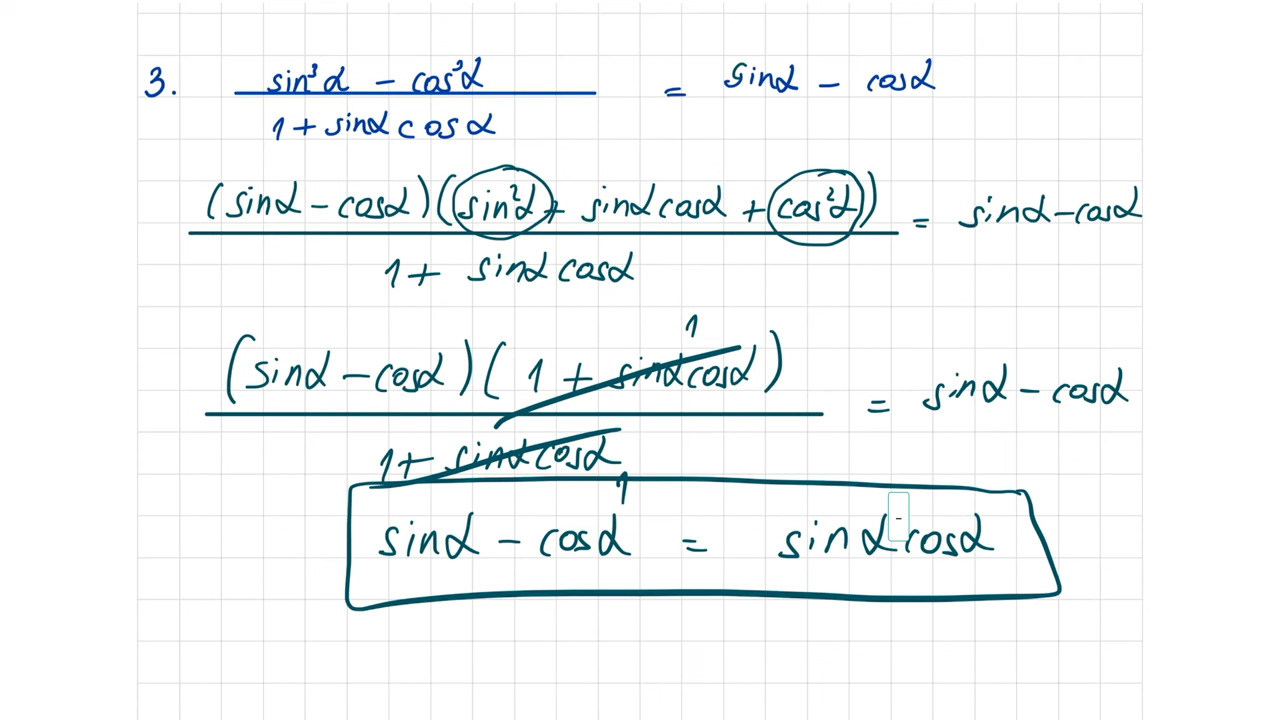 3. (sin³α - cos³α) / (1 + sinα cosα) = sinα - cosα
(sinα - cosα)(sin²α + sinα cosα + cos²α) / (1 + sinα cosα) = sinα - cosα
(sinα - cosα)(1 + sinα cosα) 1 / (1 + sinα cosα) 1 = sinα - cosα
sinα - cosα = sinα - cosα